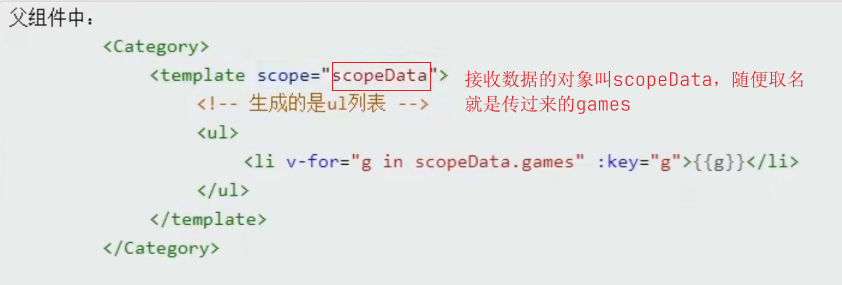 父组件中：
<Category>
<template scope="scopeData"> 接收数据的对象叫scopeData，随便取名
<!-- 生成的是ul列表 --> 就是传过来的games
<ul>
<li v-for="g in scopeData.games" :key="g">{{g}}</li>
</ul>
</template>
</Category>